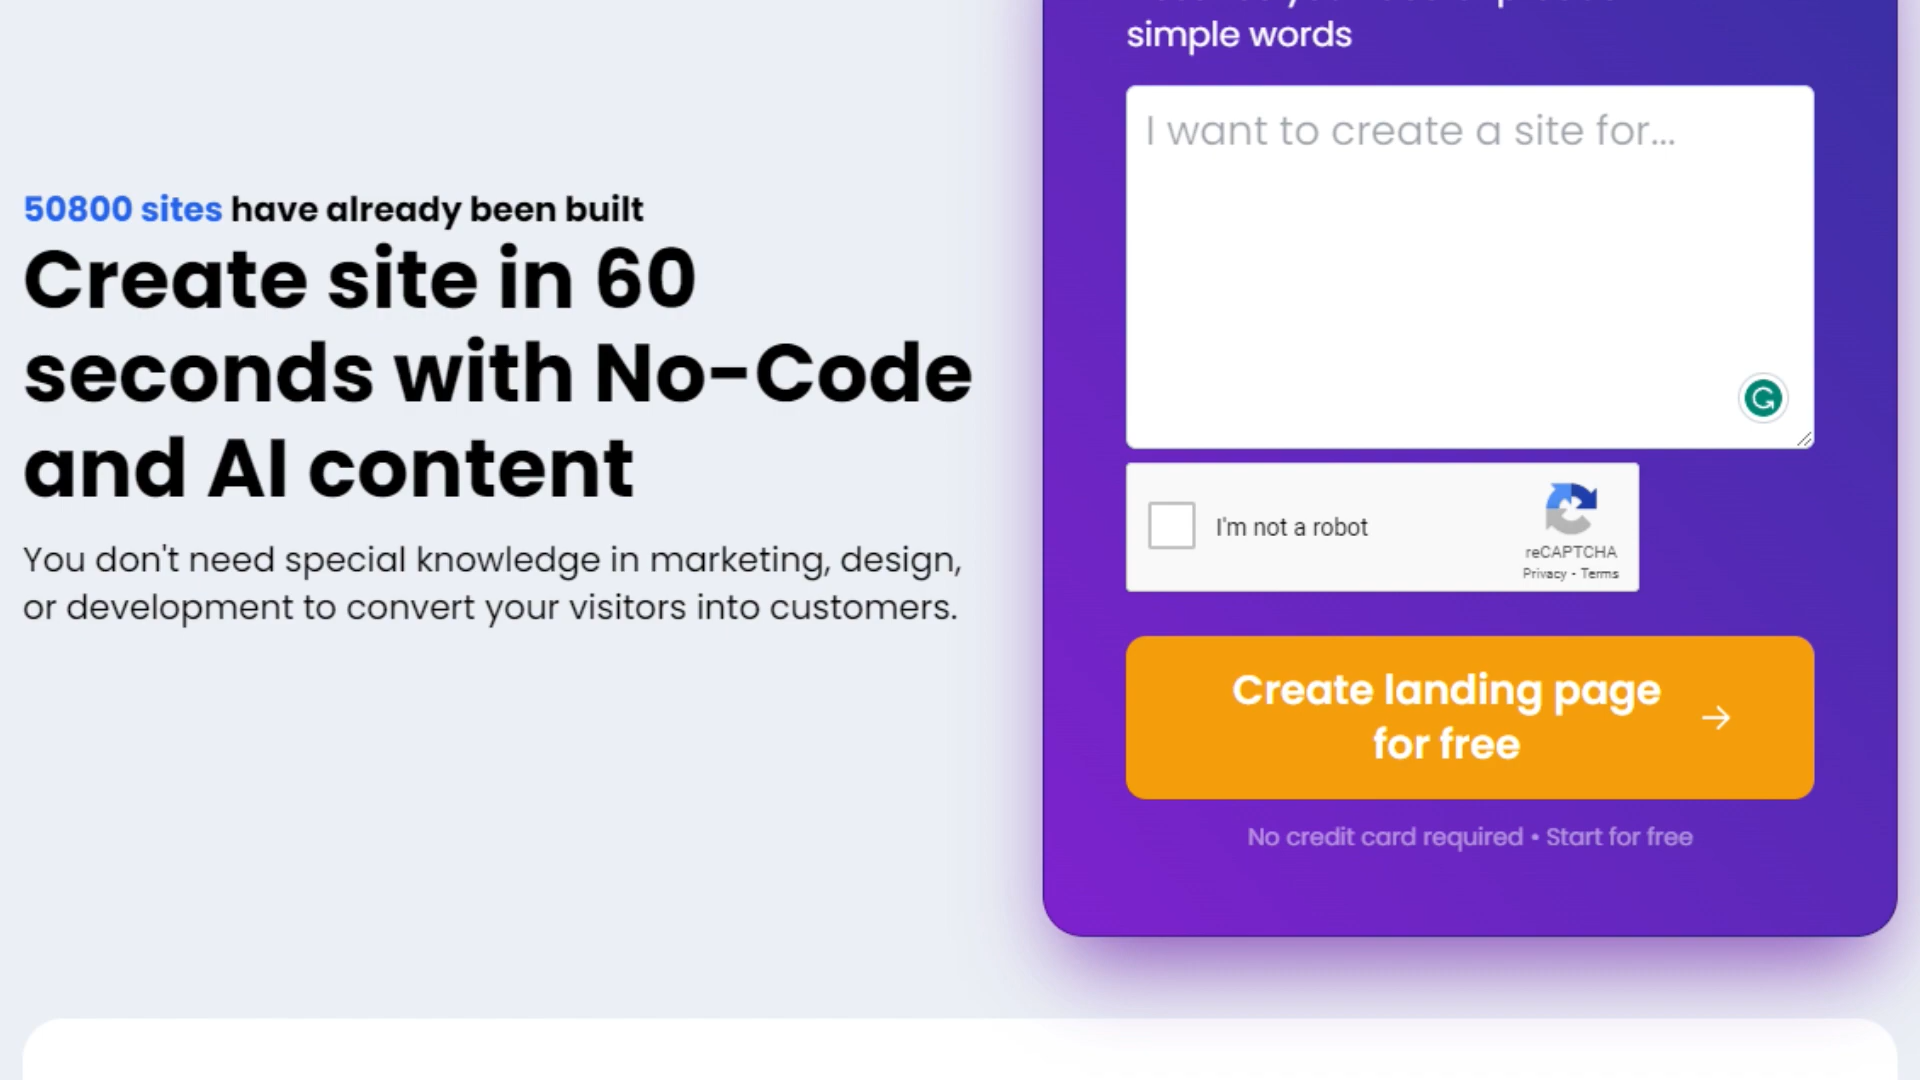 50800 sites have already been built
Create site in 60
seconds with No-Code
and AI content
You don't need special knowledge in marketing, design,
or development to convert your visitors into customers.
simple words
I want to create a site for...
I'm not a robot
reCAPTCHA
Privacy - Terms
Create landing page
for free
No credit card required • Start for free